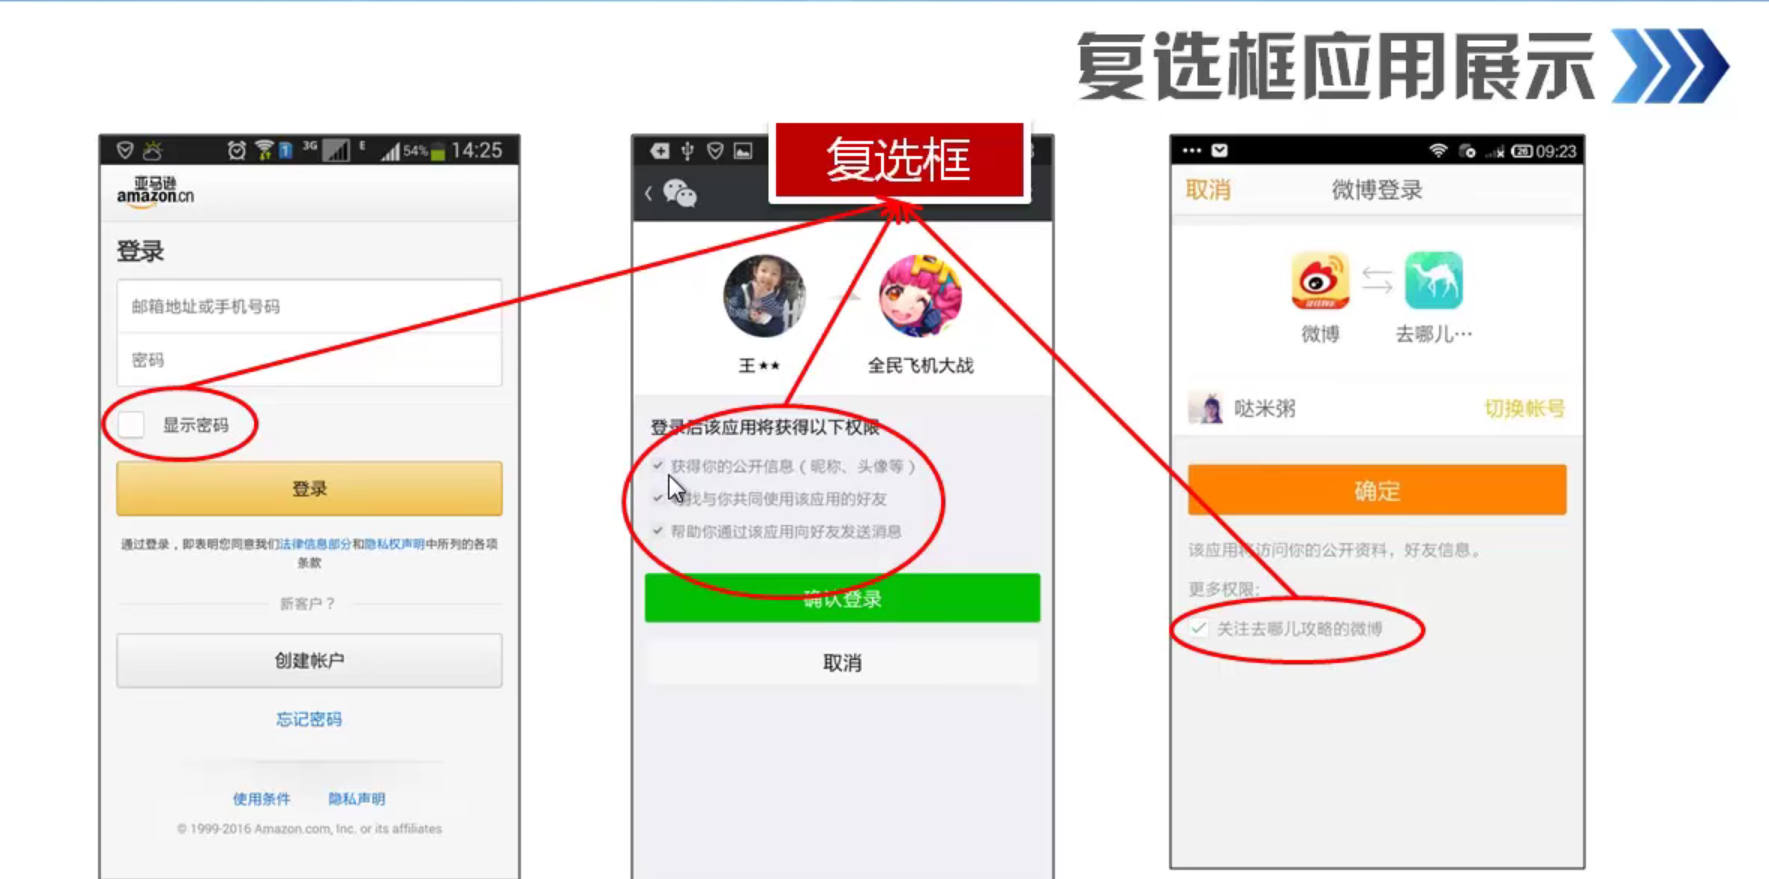 复选框应用展示
复选框
3G
1
E
54%
14:25
亚马逊
amazon.cn
登录
邮箱地址或手机号码
密码
显示密码
登录
通过登录，即表明您同意我们法律信息部分和隐私权声明中所列的各项
条款
新客户？
创建帐户
忘记密码
使用条件 隐私声明
© 1999-2016 Amazon.com, Inc. or its affiliates
王★★
全民飞机大战
登录后该应用将获得以下权限
获得你的公开信息（昵称、头像等）
找与你共同使用该应用的好友
帮助你通过该应用向好友发送消息
确认登录
取消
09:23
取消 微博登录
微博 去哪儿…
哒米粥 切换帐号
确定
该应用将访问你的公开资料，好友信息。
更多权限:
关注去哪儿攻略的微博